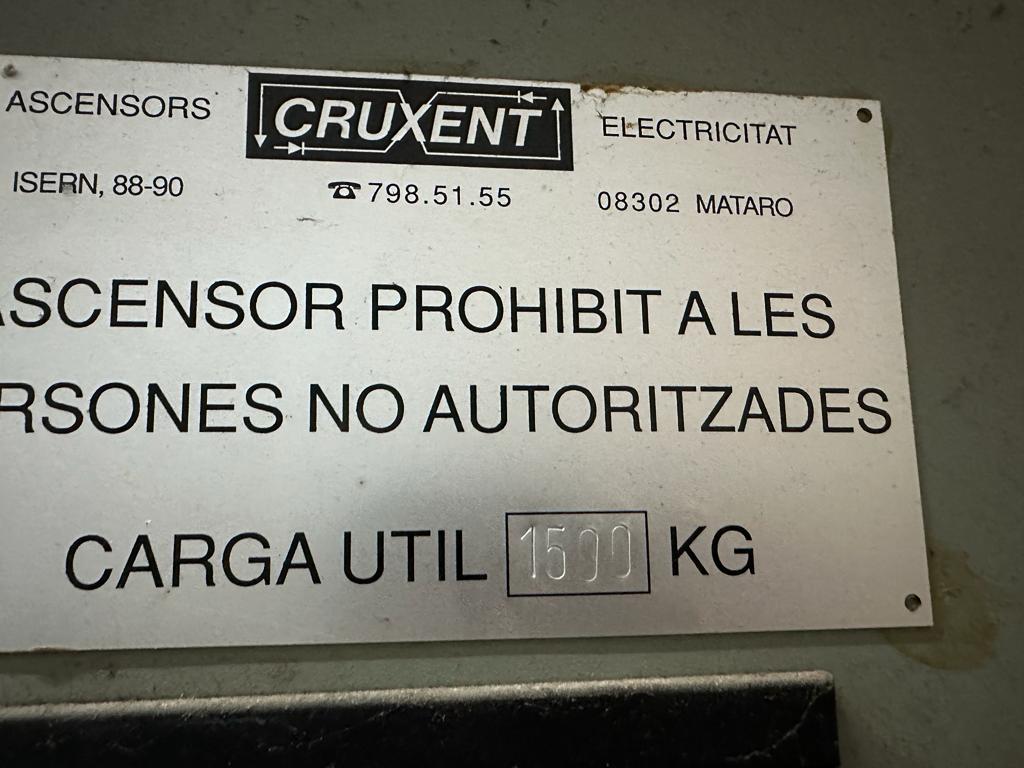 ASCENSORS CRUXENT ELECTRICITAT
ISERN, 88-90 ☎ 798.51.55 08302 MATARO
ASCENSOR PROHIBIT A LES
RSONES NO AUTORITZADES
CARGA UTIL 1500 KG